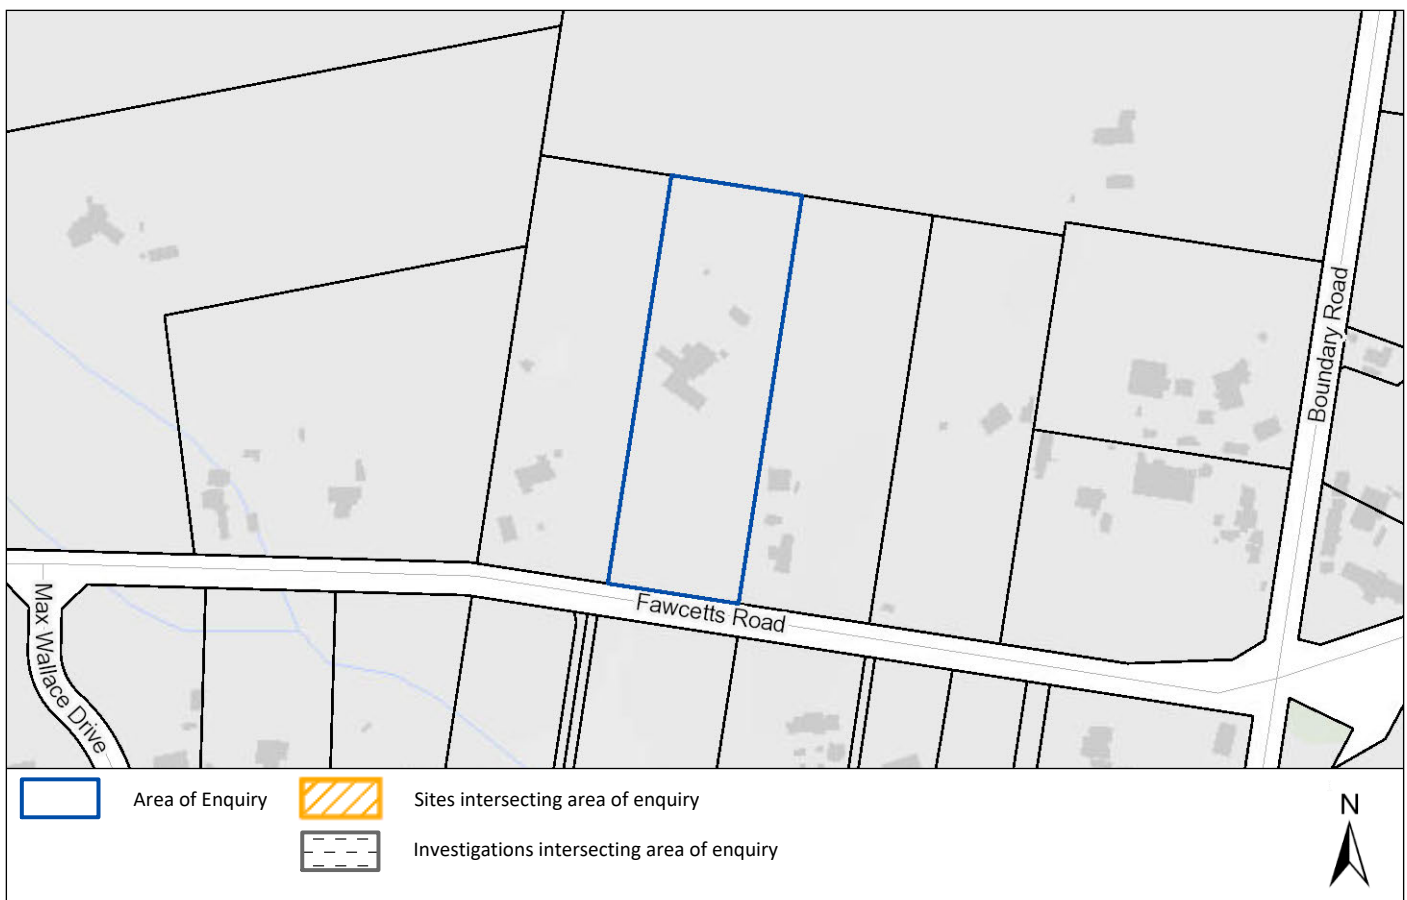 Boundary Road
Fawcetts Road
Max Wallace Drive
Area of Enquiry
Sites intersecting area of enquiry
N
Investigations intersecting area of enquiry